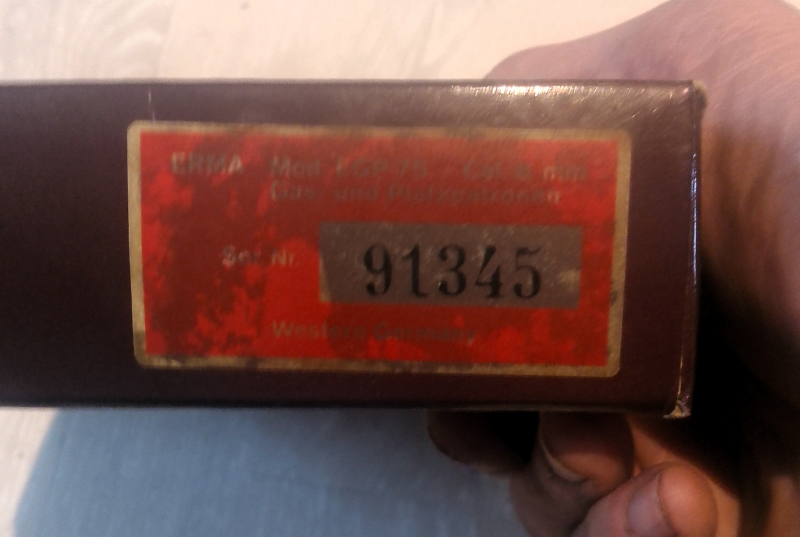 ERMA Mod. EGP 75 Cal. 8 mm
Gas- und Platzpatronen
Ser. Nr. 91345
Western Germany